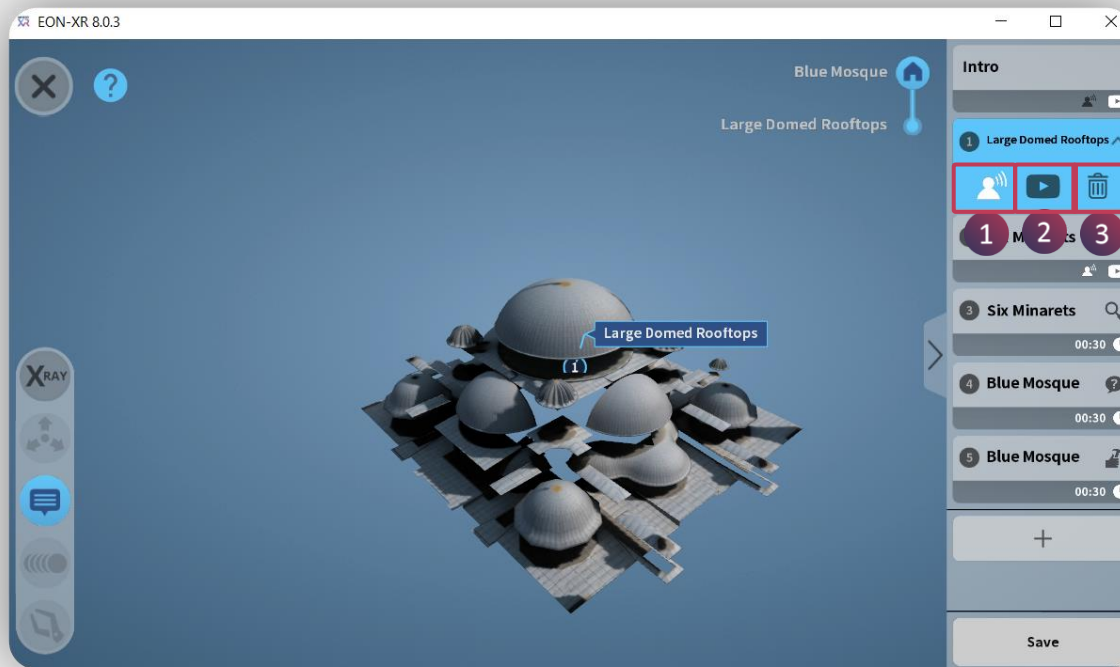 EON-XR 8.0.3
Blue Mosque
Large Domed Rooftops
XRAY
Large Domed Rooftops
1
Intro
1 Large Domed Rooftops
1 2 3
3 Six Minarets
00:30
4 Blue Mosque
00:30
5 Blue Mosque
00:30
Save